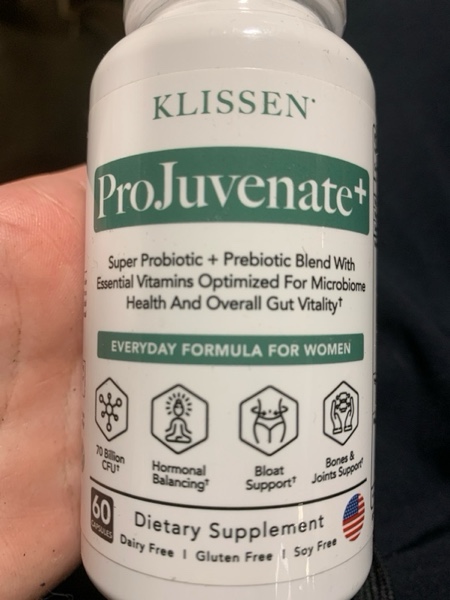 KLISSEN
ProJuvenate+
Super Probiotic + Prebiotic Blend With
Essential Vitamins Optimized For Microbiome
Health And Overall Gut Vitality†
EVERYDAY FORMULA FOR WOMEN
70 Billion
CFU†
Hormonal
Balancing†
Bloat
Support†
Bones &
Joints Support†
60
CAPSULES
Dietary Supplement
Dairy Free | Gluten Free | Soy Free